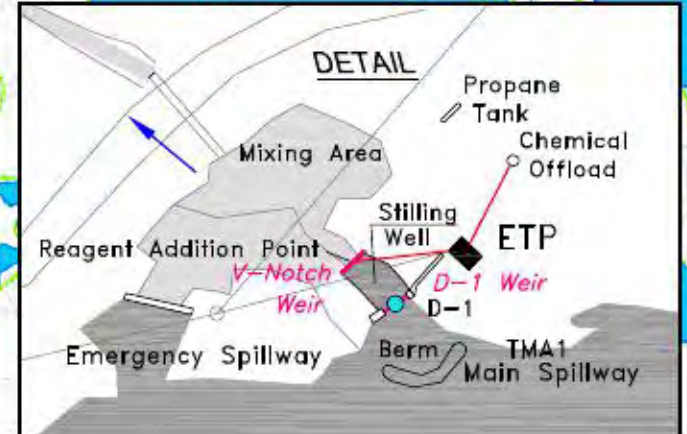 DETAIL
Propane
Tank
Chemical
Offload
Mixing Area
Stilling
Well
ETP
Reagent Addition Point
V-Notch
Weir
D-1 Weir
D-1
Emergency Spillway
Berm
TMA1
Main Spillway